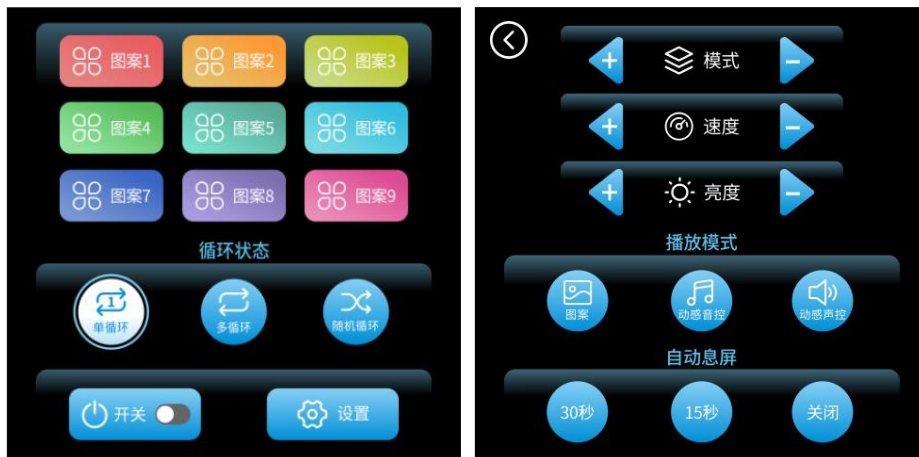 图案1
图案2
图案3
图案4
图案5
图案6
图案7
图案8
图案9
循环状态
1
单循环
多循环
随机循环
开关
设置
+ 模式 -
+ 速度 -
+ 亮度 -
播放模式
图案
动感音控
动感声控
自动息屏
30秒
15秒
关闭